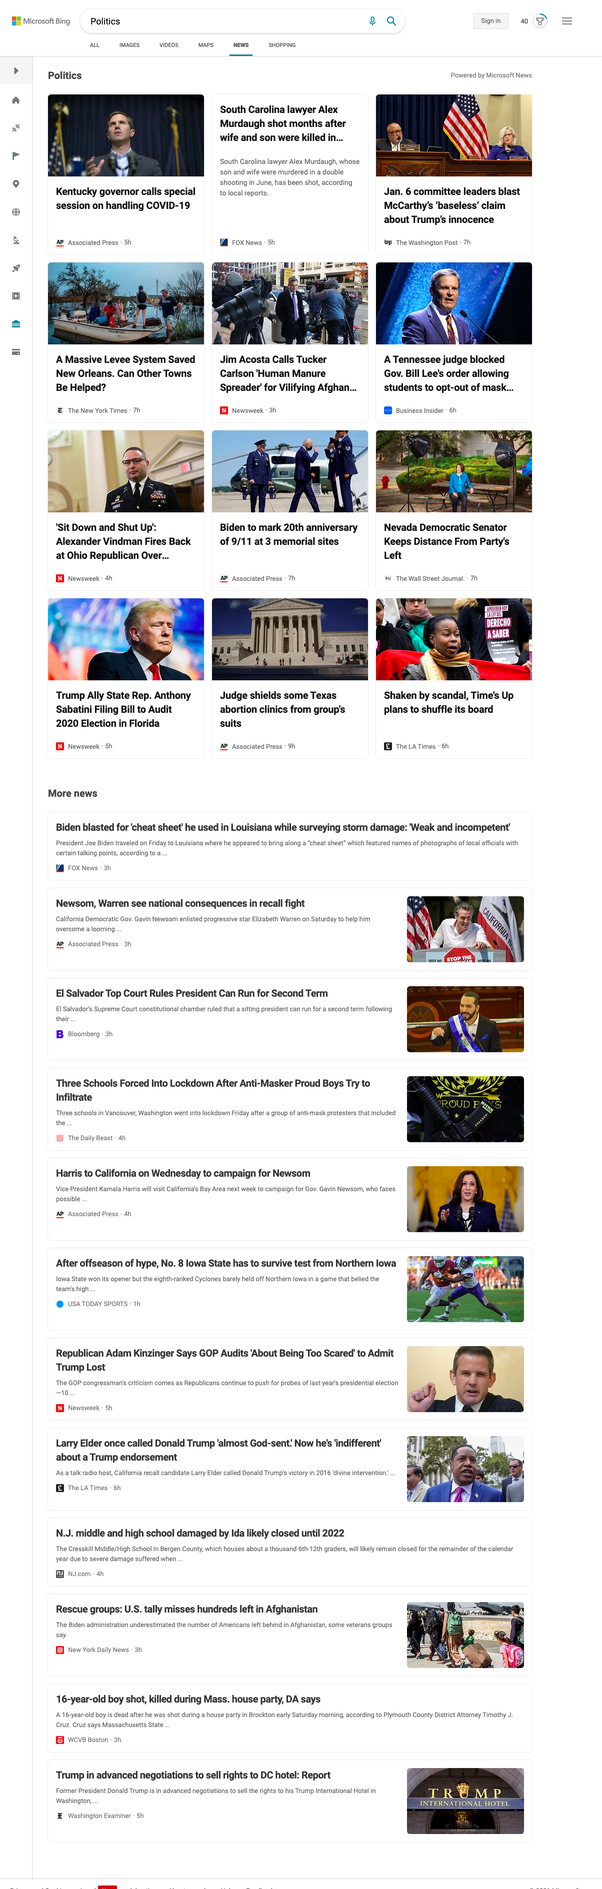 Microsoft Bing
Politics
Sign in
40
ALL
IMAGES
VIDEOS
MAPS
NEWS
SHOPPING
Politics
Powered by Microsoft News
Kentucky governor calls special
session on handling COVID-19
AP Associated Press · 5h
South Carolina lawyer Alex
Murdaugh shot months after
wife and son were killed in...
South Carolina lawyer Alex Murdaugh, whose
son and wife were murdered in a double
shooting in June, has been shot, according
to local reports.
FOX News · 5h
Jan. 6 committee leaders blast
McCarthy's 'baseless' claim
about Trump's innocence
wp The Washington Post · 7h
A Massive Levee System Saved
New Orleans. Can Other Towns
Be Helped?
The New York Times · 7h
Jim Acosta Calls Tucker
Carlson 'Human Manure
Spreader' for Vilifying Afghan...
N Newsweek · 3h
A Tennessee judge blocked
Gov. Bill Lee's order allowing
students to opt-out of mask...
Business Insider · 6h
'Sit Down and Shut Up':
Alexander Vindman Fires Back
at Ohio Republican Over...
N Newsweek · 4h
Biden to mark 20th anniversary
of 9/11 at 3 memorial sites
AP Associated Press · 7h
Nevada Democratic Senator
Keeps Distance From Party's
Left
WSJ The Wall Street Journal. · 7h
Trump Ally State Rep. Anthony
Sabatini Filing Bill to Audit
2020 Election in Florida
N Newsweek · 5h
Judge shields some Texas
abortion clinics from group's
suits
AP Associated Press · 9h
DERECHO
A SABER
Shaken by scandal, Time's Up
plans to shuffle its board
The LA Times · 6h
More news
Biden blasted for 'cheat sheet' he used in Louisiana while surveying storm damage: 'Weak and incompetent'
President Joe Biden traveled on Friday to Louisiana where he appeared to bring along a "cheat sheet" which featured names of photographs of local officials with
certain talking points, according to a ...
FOX News · 3h
Newsom, Warren see national consequences in recall fight
California Democratic Gov. Gavin Newsom enlisted progressive star Elizabeth Warren on Saturday to help him
overcome a looming ...
AP Associated Press · 3h
CALIFORNIA
STOP THE
El Salvador Top Court Rules President Can Run for Second Term
El Salvador's Supreme Court constitutional chamber ruled that a sitting president can run for a second term following
their ...
B Bloomberg · 3h
Three Schools Forced Into Lockdown After Anti-Masker Proud Boys Try to
Infiltrate
Three schools in Vancouver, Washington went into lockdown Friday after a group of anti-mask protesters that included
the ...
The Daily Beast · 4h
PROUD BOYS
Harris to California on Wednesday to campaign for Newsom
Vice President Kamala Harris will visit California's Bay Area next week to campaign for Gov. Gavin Newsom, who faces
possible ...
AP Associated Press · 4h
After offseason of hype, No. 8 Iowa State has to survive test from Northern Iowa
Iowa State won its opener but the eighth-ranked Cyclones barely held off Northern Iowa in a game that belied the
team's high ...
USA TODAY SPORTS · 1h
Republican Adam Kinzinger Says GOP Audits 'About Being Too Scared' to Admit
Trump Lost
The GOP congressman's criticism comes as Republicans continue to push for probes of last year's presidential election
—10 ...
N Newsweek · 5h
Larry Elder once called Donald Trump 'almost God-sent.' Now he's 'indifferent'
about a Trump endorsement
As a talk radio host, California recall candidate Larry Elder called Donald Trump's victory in 2016 'divine intervention.' ...
The LA Times · 6h
N.J. middle and high school damaged by Ida likely closed until 2022
The Cresskill Middle/High School in Bergen County, which houses about a thousand 6th-12th graders, will likely remain closed for the remainder of the calendar
year due to severe damage suffered when ...
NJ.com · 4h
Rescue groups: U.S. tally misses hundreds left in Afghanistan
The Biden administration underestimated the number of Americans left behind in Afghanistan, some veterans groups
say.
New York Daily News · 3h
16-year-old boy shot, killed during Mass. house party, DA says
A 16-year-old boy is dead after he was shot during a house party in Brockton early Saturday morning, according to Plymouth County District Attorney Timothy J.
Cruz. Cruz says Massachusetts State ...
WCVB Boston · 3h
Trump in advanced negotiations to sell rights to DC hotel: Report
Former President Donald Trump is in advanced negotiations to sell the rights to his Trump International Hotel in
Washington, ...
Washington Examiner · 5h
TRUMP
INTERNATIONAL HOTEL